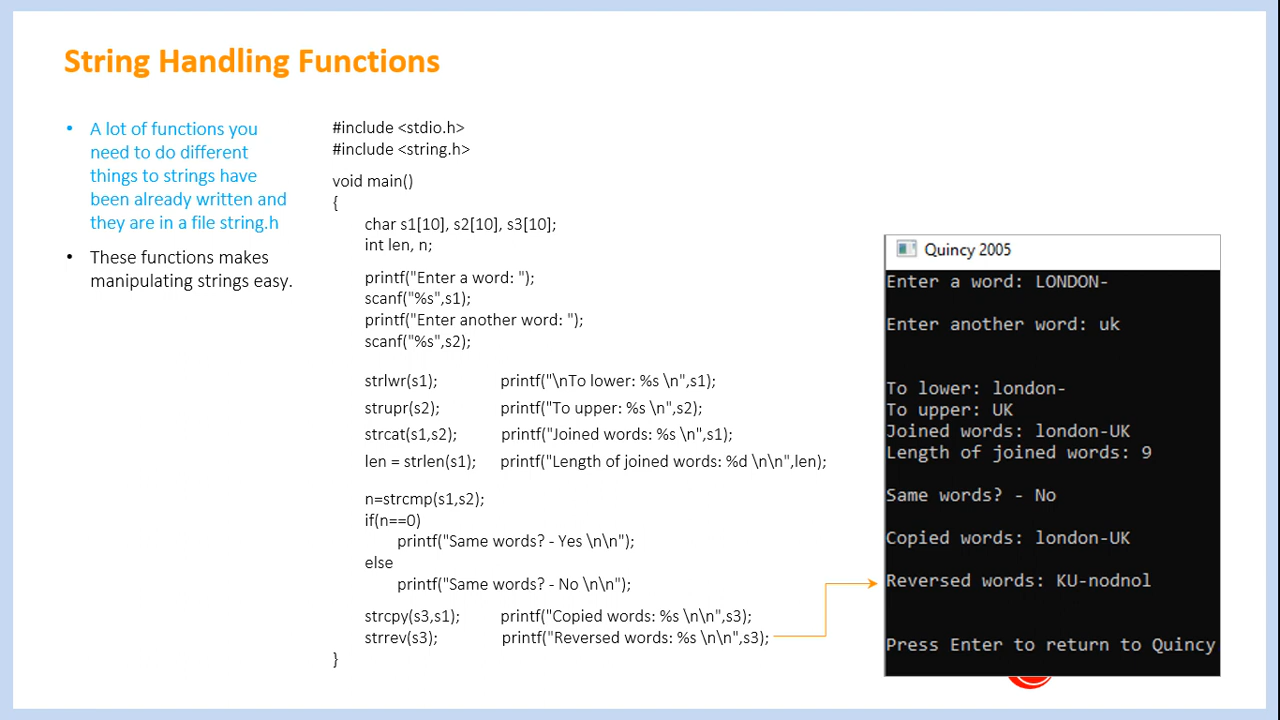 String Handling Functions
• A lot of functions you
need to do different
things to strings have
been already written and
they are in a file string.h
• These functions makes
manipulating strings easy.
#include <stdio.h>
#include <string.h>
void main()
{
char s1[10], s2[10], s3[10];
int len, n;
printf("Enter a word: ");
scanf("%s",s1);
printf("Enter another word: ");
scanf("%s",s2);
strlwr(s1); printf("\nTo lower: %s \n",s1);
strupr(s2); printf("To upper: %s \n",s2);
strcat(s1,s2); printf("Joined words: %s \n",s1);
len = strlen(s1); printf("Length of joined words: %d \n\n",len);
n=strcmp(s1,s2);
if(n==0)
printf("Same words? - Yes \n\n");
else
printf("Same words? - No \n\n");
strcpy(s3,s1); printf("Copied words: %s \n\n",s3);
strrev(s3); printf("Reversed words: %s \n\n",s3);
}
Quincy 2005
Enter a word: LONDON-
Enter another word: uk
To lower: london-
To upper: UK
Joined words: london-UK
Length of joined words: 9
Same words? - No
Copied words: london-UK
Reversed words: KU-nodnol
Press Enter to return to Quincy